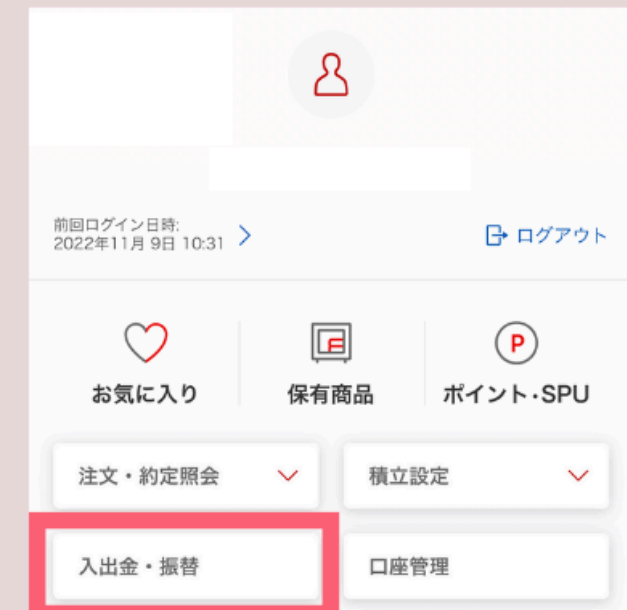 前回ログイン日時:
2022年11月 9日 10:31
ログアウト
お気に入り
保有商品
P
ポイント・SPU
注文・約定照会
積立設定
入出金・振替
口座管理